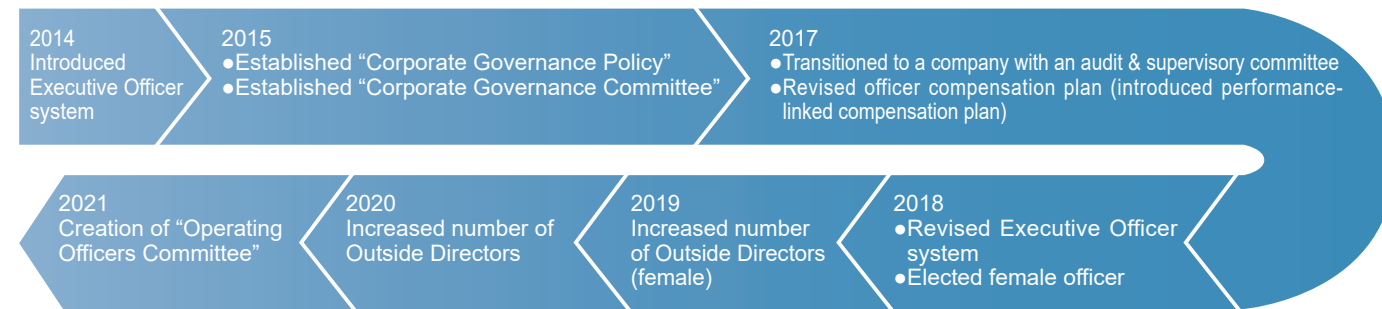 2014
Introduced
Executive Officer
system
2015
●Established “Corporate Governance Policy”
●Established “Corporate Governance Committee”
2017
●Transitioned to a company with an audit & supervisory committee
●Revised officer compensation plan (introduced performance-
linked compensation plan)
2018
●Revised Executive Officer
system
●Elected female officer
2019
Increased number
of Outside Directors
(female)
2020
Increased number of
Outside Directors
2021
Creation of “Operating
Officers Committee”